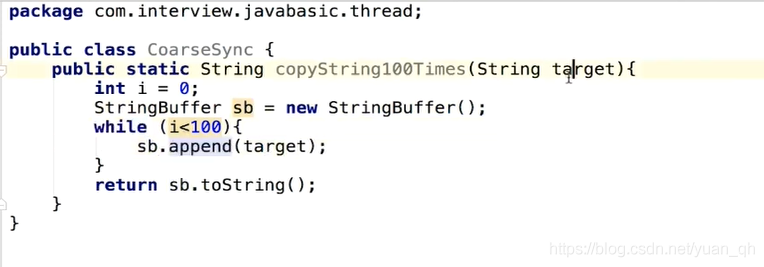 package com.interview.javabasic.thread;
public class CoarseSync {
    public static String copyString100Times(String target){
        int i = 0;
        StringBuffer sb = new StringBuffer();
        while (i<100){
            sb.append(target);
        }
        return sb.toString();
    }
}
https://blog.csdn.net/yuan_qh